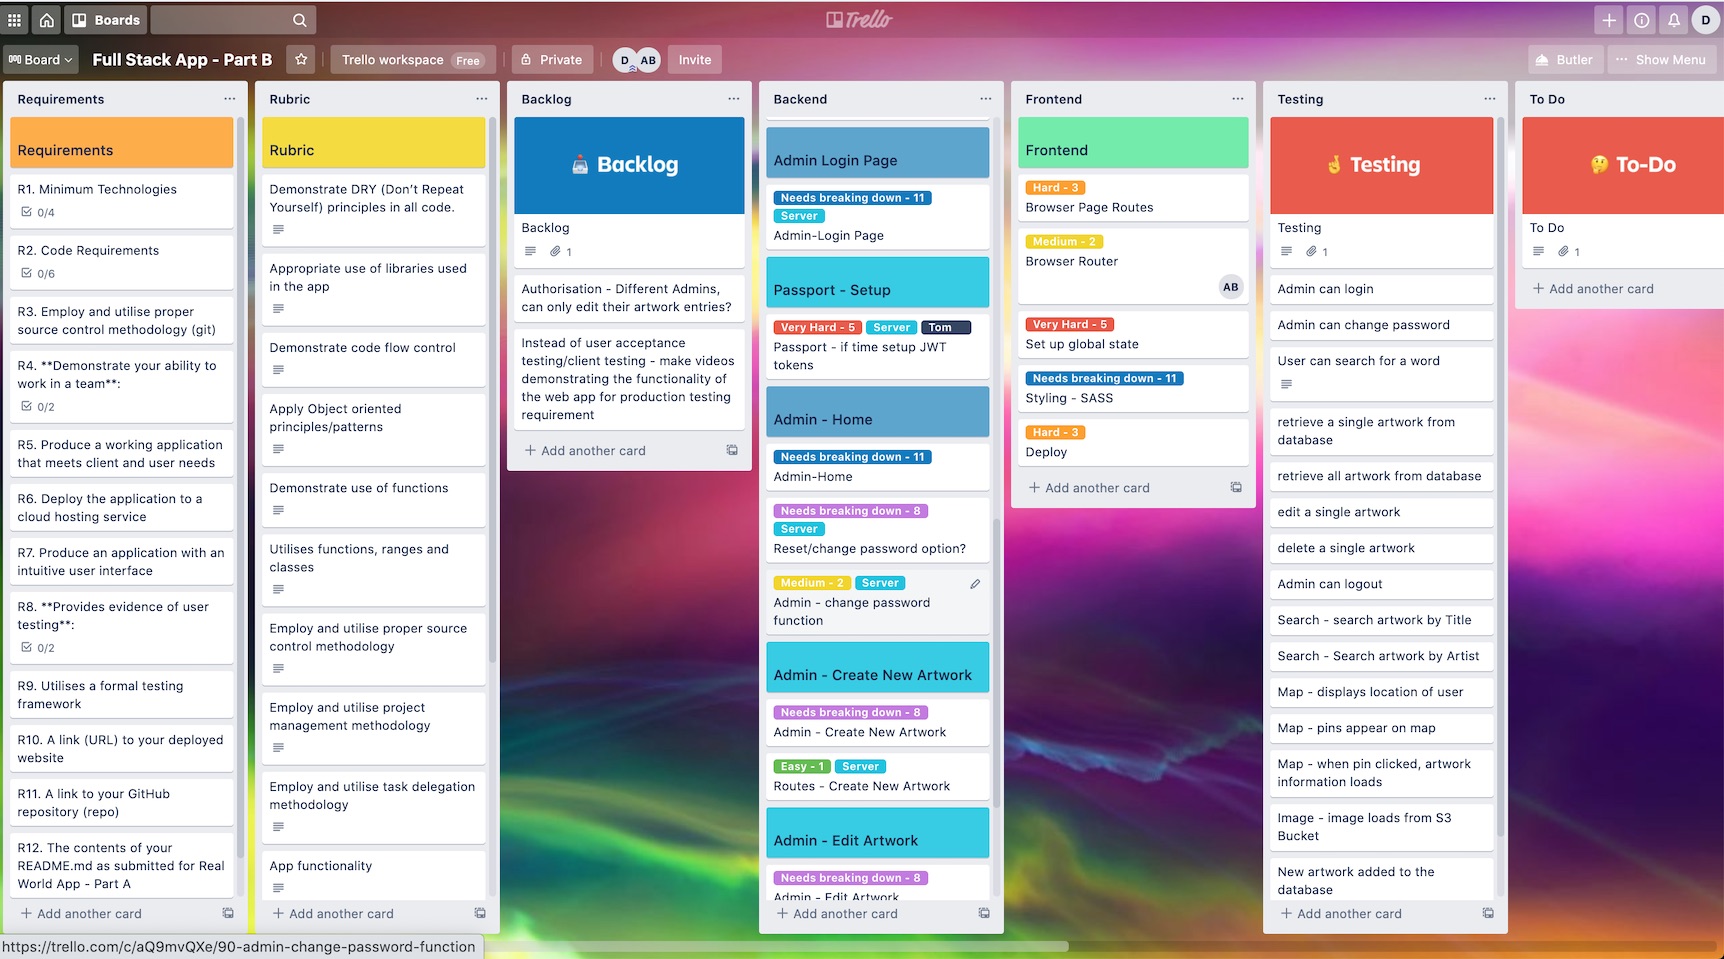 Boards
Trello
D
Board
Full Stack App - Part B
Trello workspace Free
Private
D AB
Invite
Butler
Show Menu
Requirements
Requirements
R1. Minimum Technologies
0/4
R2. Code Requirements
0/6
R3. Employ and utilise proper
source control methodology (git)
R4. **Demonstrate your ability to
work in a team**:
0/2
R5. Produce a working application
that meets client and user needs
R6. Deploy the application to a
cloud hosting service
R7. Produce an application with an
intuitive user interface
R8. **Provides evidence of user
testing**:
0/2
R9. Utilises a formal testing
framework
R10. A link (URL) to your deployed
website
R11. A link to your GitHub
repository (repo)
R12. The contents of your
README.md as submitted for Real
World App - Part A
+ Add another card
Rubric
Rubric
Demonstrate DRY (Don't Repeat
Yourself) principles in all code.
Appropriate use of libraries used
in the app
Demonstrate code flow control
Apply Object oriented
principles/patterns
Demonstrate use of functions
Utilises functions, ranges and
classes
Employ and utilise proper source
control methodology
Employ and utilise project
management methodology
Employ and utilise task delegation
methodology
App functionality
+ Add another card
Backlog
Backlog
Backlog
1
Authorisation - Different Admins,
can only edit their artwork entries?
Instead of user acceptance
testing/client testing - make videos
demonstrating the functionality of
the web app for production testing
requirement
+ Add another card
Backend
Admin Login Page
Needs breaking down - 11
Server
Admin-Login Page
Passport - Setup
Very Hard - 5 Server Tom
Passport - if time setup JWT
tokens
Admin - Home
Needs breaking down - 11
Admin-Home
Needs breaking down - 8
Server
Reset/change password option?
Medium - 2 Server
Admin - change password
function
Admin - Create New Artwork
Needs breaking down - 8
Admin - Create New Artwork
Easy - 1 Server
Routes - Create New Artwork
Admin - Edit Artwork
Needs breaking down - 8
Admin - Edit Artwork
+ Add another card
Frontend
Frontend
Hard - 3
Browser Page Routes
Medium - 2
Browser Router
AB
Very Hard - 5
Set up global state
Needs breaking down - 11
Styling - SASS
Hard - 3
Deploy
+ Add another card
Testing
Testing
Testing
1
Admin can login
Admin can change password
User can search for a word
retrieve a single artwork from
database
retrieve all artwork from database
edit a single artwork
delete a single artwork
Admin can logout
Search - search artwork by Title
Search - Search artwork by Artist
Map - displays location of user
Map - pins appear on map
Map - when pin clicked, artwork
information loads
Image - image loads from S3
Bucket
New artwork added to the
database
+ Add another card
To Do
To-Do
To Do
1
+ Add another card
https://trello.com/c/aQ9mvQXe/90-admin-change-password-function